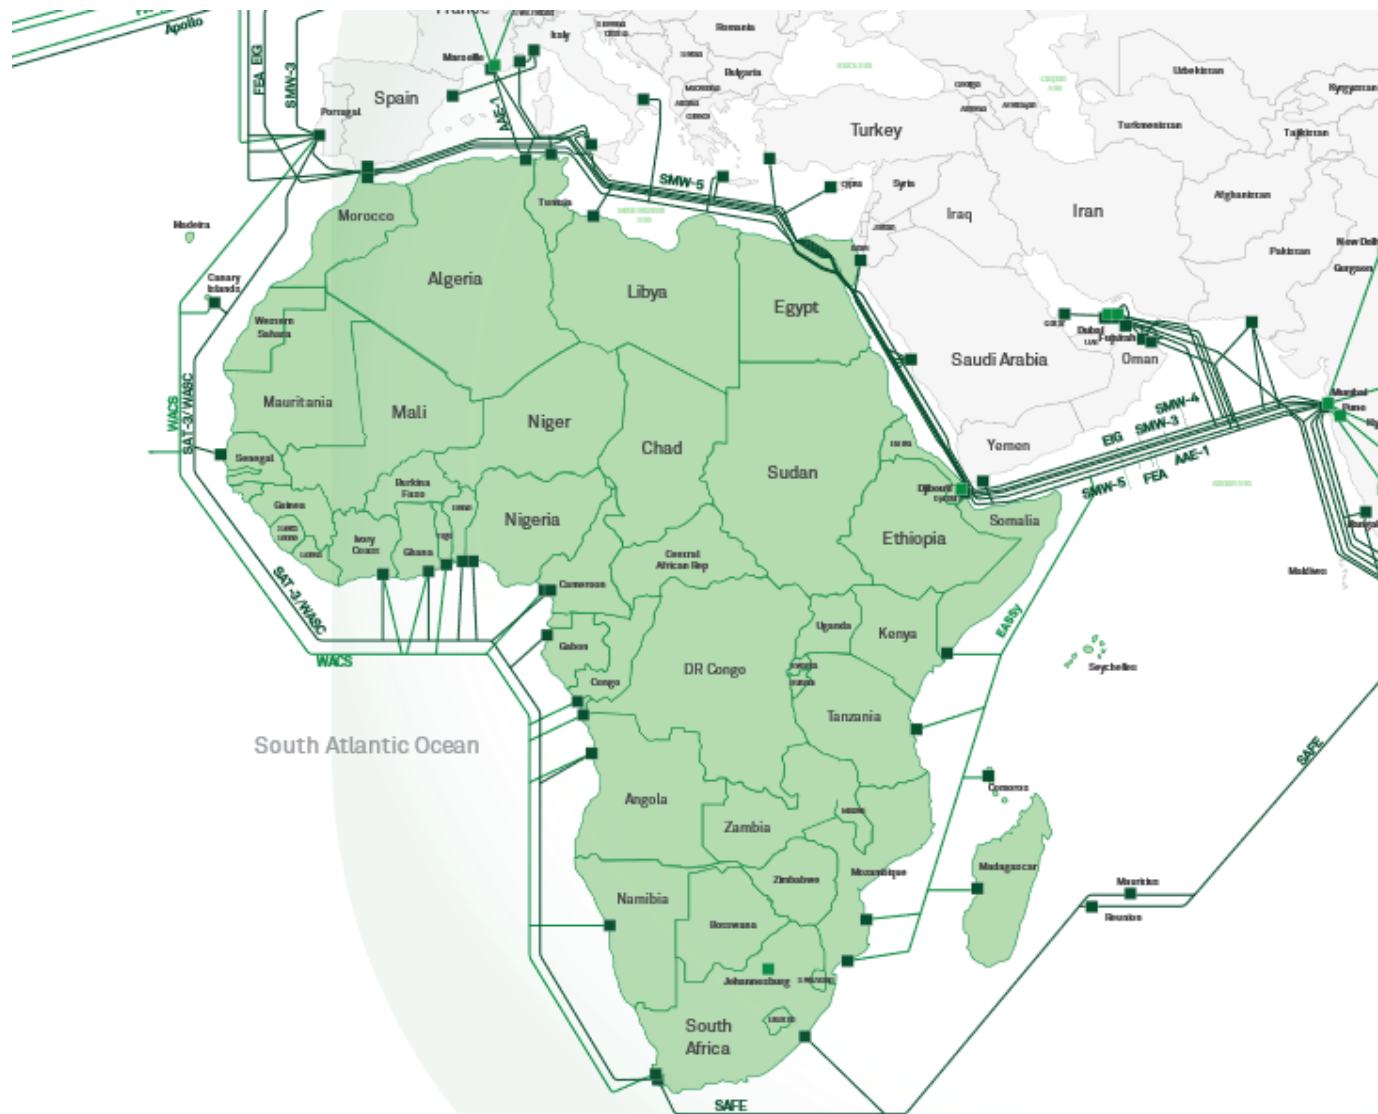 France
Apollo
Italy
Romania
Marseille
Uzbekistan
Bulgaria
FEA
EIG
SMW-3
Spain
AAE-1
Kyrgyzstan
Portugal
Turkmenistan
Turkey
Tajikistan
SMW-5
Cyprus
Syria
Afghanistan
Morocco
Tunisia
Iraq
Iran
Madeira
Pakistan
New Delhi
Gurgaon
Algeria
Canary
Islands
Libya
Egypt
Western
Sahara
Dubai
UAE
Fujairah
Saudi Arabia
Oman
WACS
SAT-3/WASC
Mauritania
Mali
Mumbai
Pune
SMW-4
Niger
SMW-3
EIG
Chad
Yemen
Senegal
AAE-1
Sudan
FEA
SMW-5
Burkina
Faso
Djibouti
Guinea
Nigeria
Somalia
Ivory
Coast
Ghana
Ethiopia
Central
African Rep
Maldives
Cameroon
SAT-3/WASC
EASSy
Uganda
Kenya
Gabon
WACS
DR Congo
Seychelles
Congo
Tanzania
South Atlantic Ocean
SAFE
Comoros
Angola
Zambia
Madagascar
Mozambique
Zimbabwe
Mauritius
Namibia
Reunion
Botswana
Johannesburg
South
Africa
SAFE